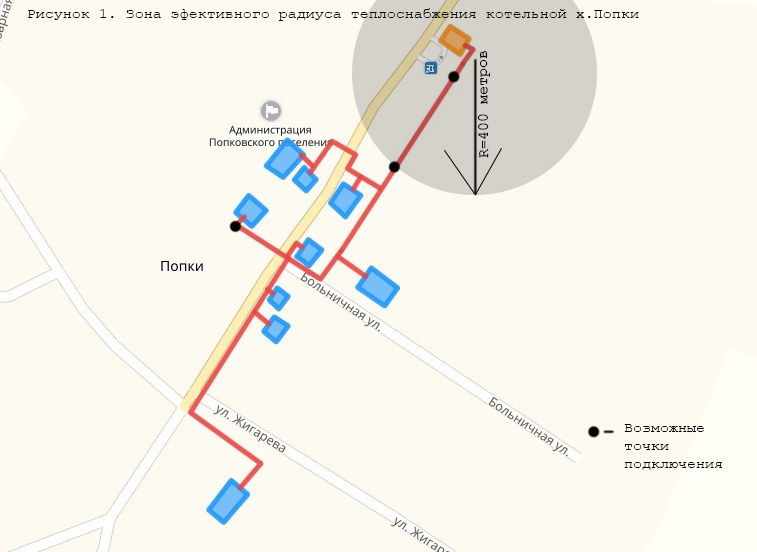 Рисунок 1. Зона эфективного радиуса теплоснабжения котельной х.Попки
R=400 метров
Администрация
Попковского поселения
Попки
Больничная ул.
Больничная ул.
ул. Жигарева
ул. Жигарева
Возможные
точки
подключения